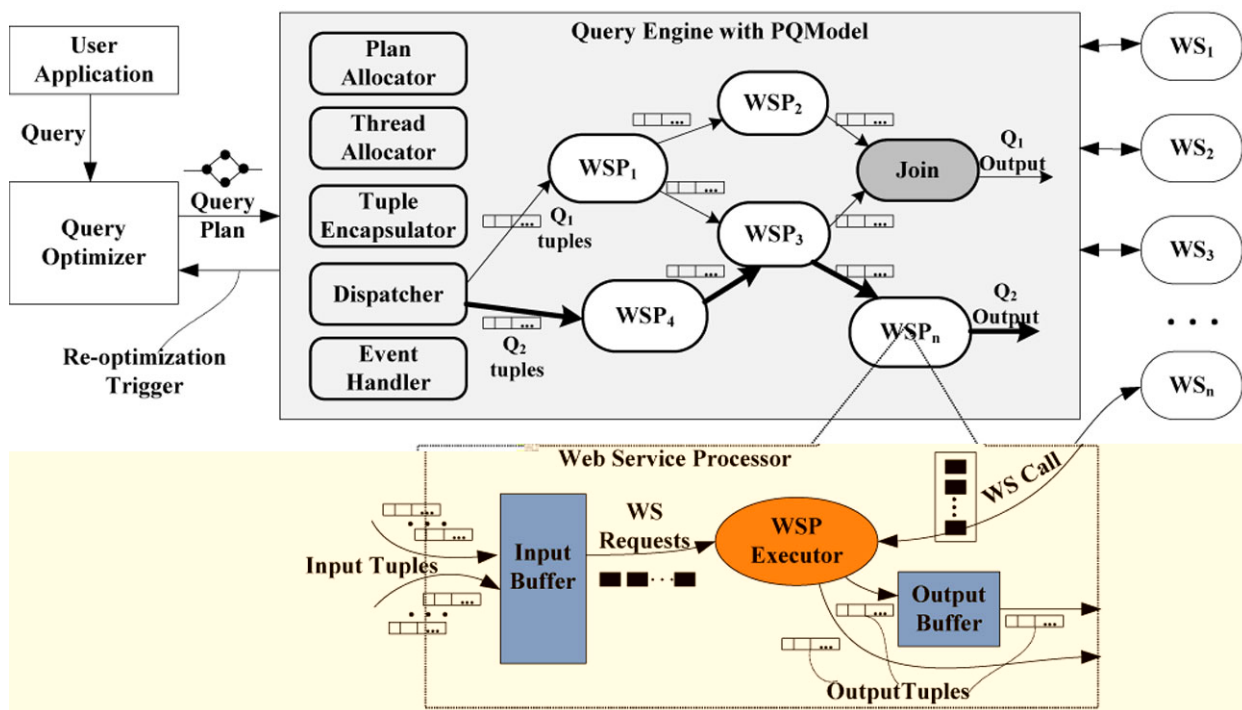 User
Application
Query
Query
Optimizer
Query
Plan
Re-optimization
Trigger
Query Engine with PQModel
Plan
Allocator
Thread
Allocator
Tuple
Encapsulator
Dispatcher
Event
Handler
Q1
tuples
Q2
tuples
WSP1
WSP2
WSP3
WSP4
WSPn
Join
Q1
Output
Q2
Output
WS1
WS2
WS3
...
WSn
Web Service Processor
Input Tuples
Input
Buffer
WS
Requests
WSP
Executor
WS Call
Output
Buffer
OutputTuples